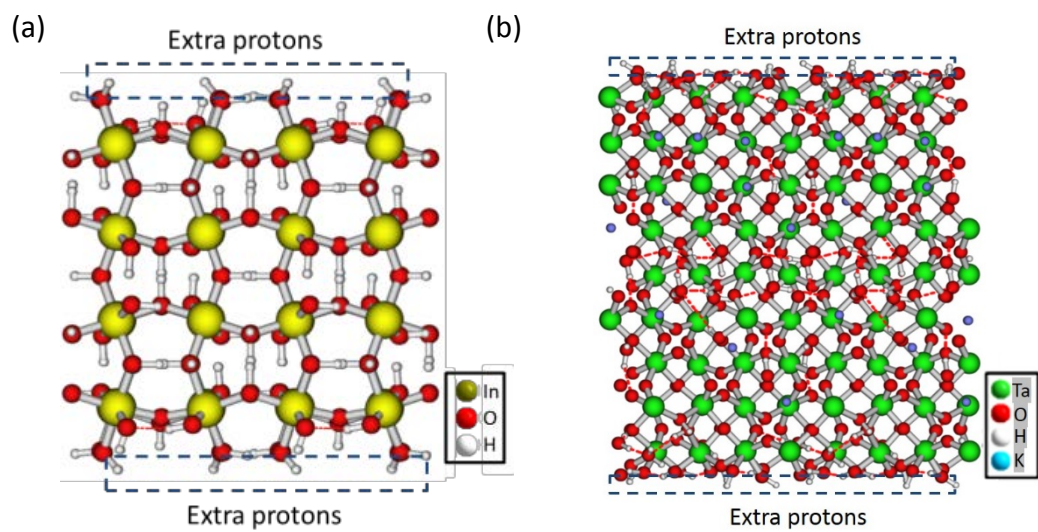 (a)
Extra protons
In
O
H
Extra protons
(b)
Extra protons
Ta
O
H
K
Extra protons